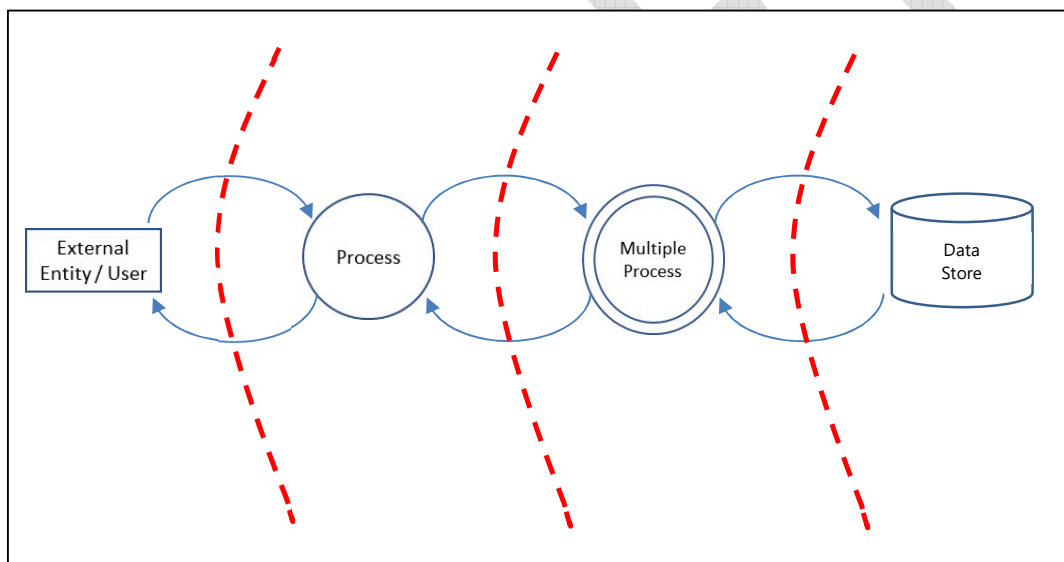 External
Entity / User
Process
Multiple
Process
Data
Store